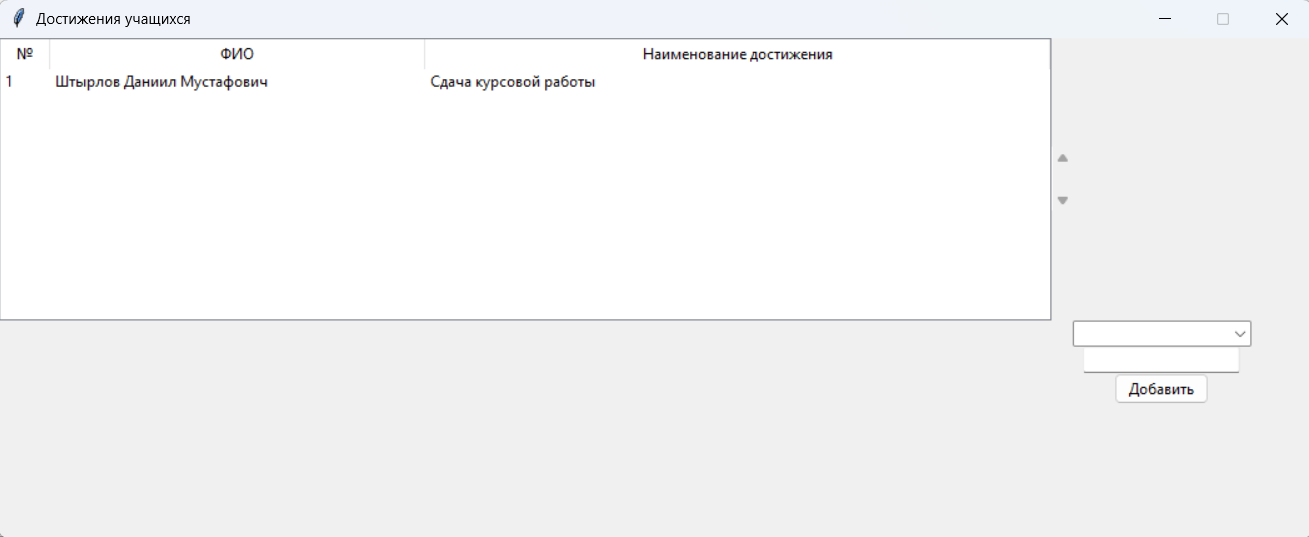 Достижения учащихся
№ ФИО Наименование достижения
1 Штырлов Даниил Мустафович Сдача курсовой работы
Добавить